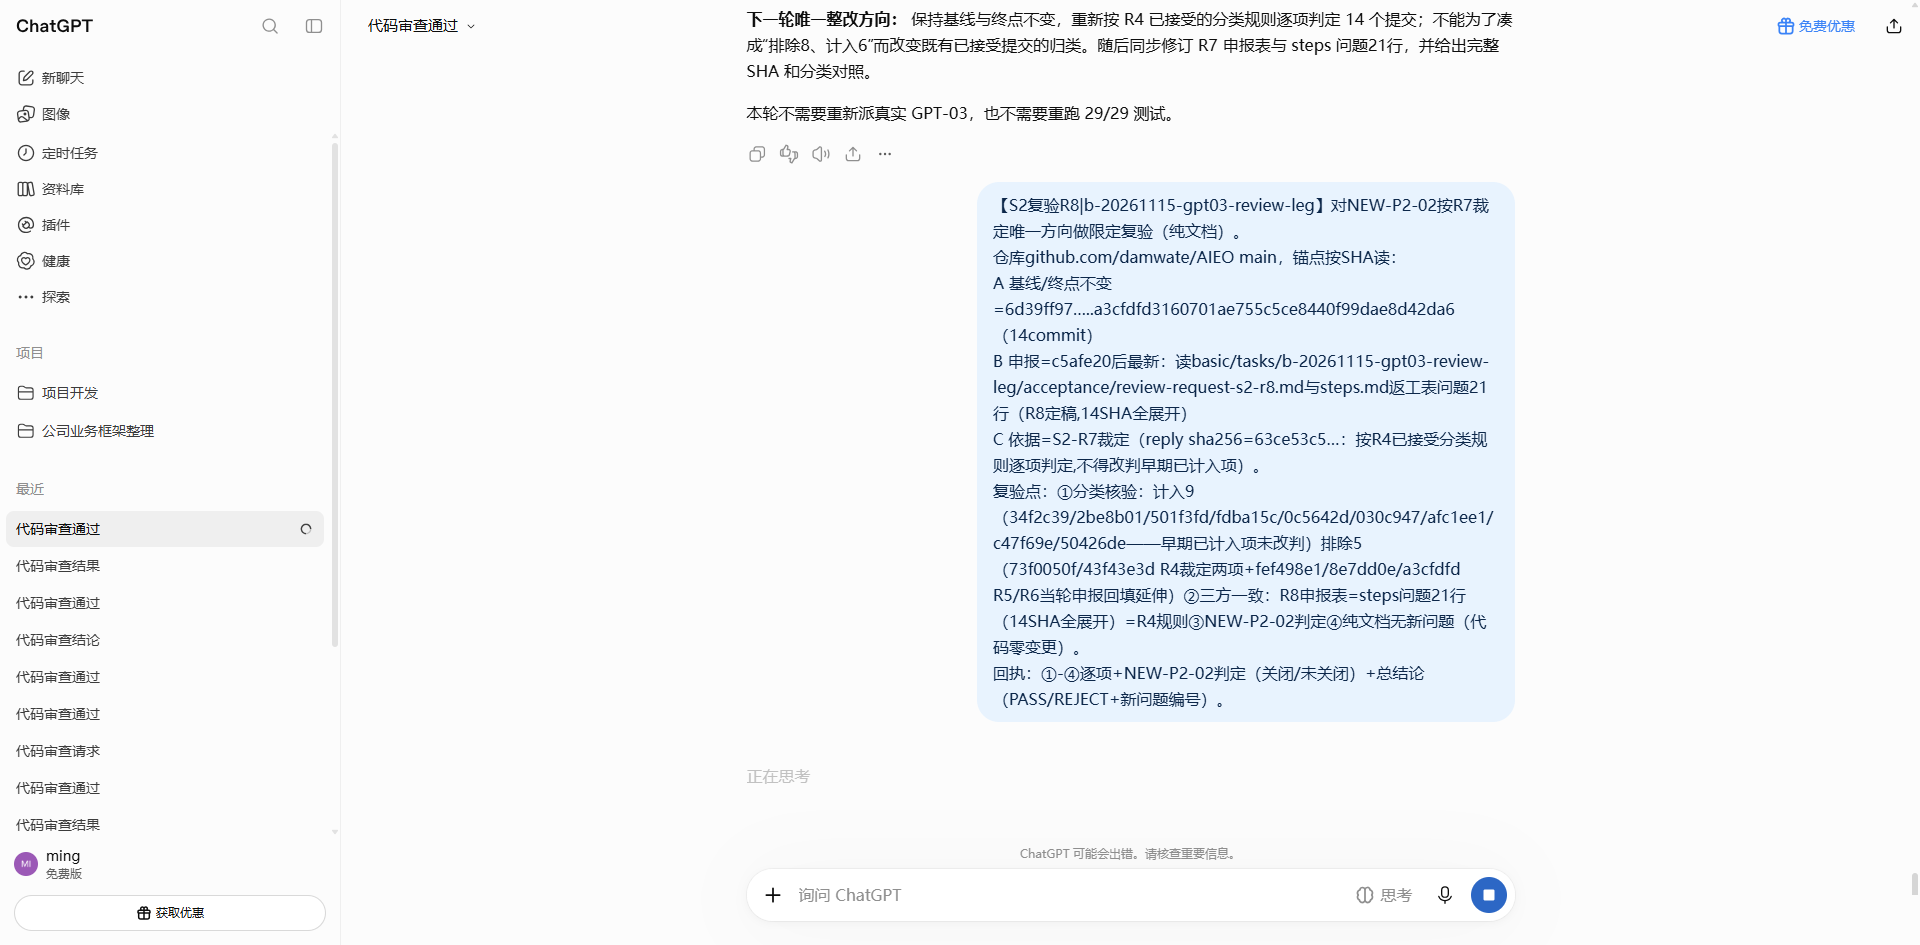 ChatGPT
新聊天
图像
定时任务
资料库
插件
健康
探索
项目
项目开发
公司业务框架整理
最近
代码审查通过
代码审查结果
代码审查通过
代码审查结论
代码审查通过
代码审查通过
代码审查请求
代码审查通过
代码审查结果
MI
ming
免费版
获取优惠
代码审查通过
免费优惠
下一轮唯一整改方向： 保持基线与终点不变，重新按 R4 已接受的分类规则逐项判定 14 个提交；不能为了凑
成“排除8、计入6”而改变既有已接受提交的归类。随后同步修订 R7 申报表与 steps 问题21行，并给出完整
SHA 和分类对照。
本轮不需要重新派真实 GPT-03，也不需要重跑 29/29 测试。
【S2复验R8|b-20261115-gpt03-review-leg】对NEW-P2-02按R7裁
定唯一方向做限定复验（纯文档）。
仓库github.com/damwate/AIEO main，锚点按SHA读：
A 基线/终点不变
=6d39ff97.....a3cfdfd3160701ae755c5ce8440f99dae8d42da6
（14commit）
B 申报=c5afe20后最新：读basic/tasks/b-20261115-gpt03-review-
leg/acceptance/review-request-s2-r8.md与steps.md返工表问题21
行（R8定稿,14SHA全展开）
C 依据=S2-R7裁定（reply sha256=63ce53c5...：按R4已接受分类规
则逐项判定,不得改判早期已计入项）。
复验点：①分类核验：计入9
（34f2c39/2be8b01/501f3fd/fdba15c/0c5642d/030c947/afc1ee1/
c47f69e/50426de——早期已计入项未改判）排除5
（73f0050f/43f43e3d R4裁定两项+fef498e1/8e7dd0e/a3cfdfd
R5/R6当轮申报回填延伸）②三方一致：R8申报表=steps问题21行
（14SHA全展开）=R4规则③NEW-P2-02判定④纯文档无新问题（代
码零变更）。
回执：①-④逐项+NEW-P2-02判定（关闭/未关闭）+总结论
（PASS/REJECT+新问题编号）。
正在思考
ChatGPT 可能会出错。请核查重要信息。
询问 ChatGPT
思考